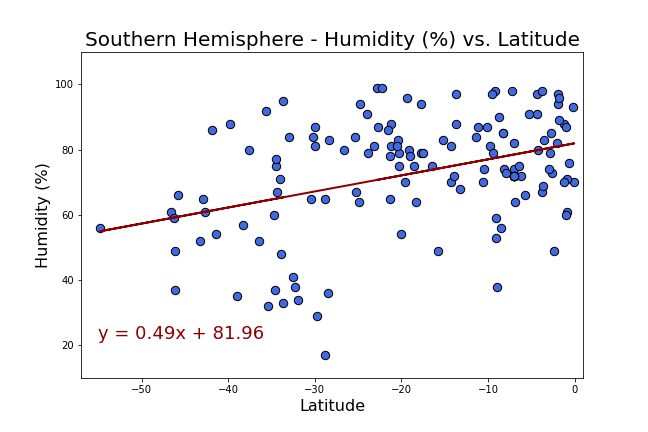 Southern Hemisphere - Humidity (%) vs. Latitude
Humidity (%)
100
80
60
40
20
y = 0.49x + 81.96
−50
−40
−30
−20
−10
0
Latitude